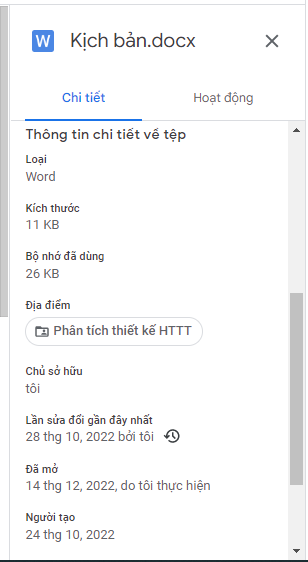 W Kịch bản.docx
Chi tiết Hoạt động
Thông tin chi tiết về tệp
Loại
Word
Kích thước
11 KB
Bộ nhớ đã dùng
26 KB
Địa điểm
Phân tích thiết kế HTTT
Chủ sở hữu
tôi
Lần sửa đổi gần đây nhất
28 thg 10, 2022 bởi tôi
Đã mở
14 thg 12, 2022, do tôi thực hiện
Người tạo
24 thg 10, 2022